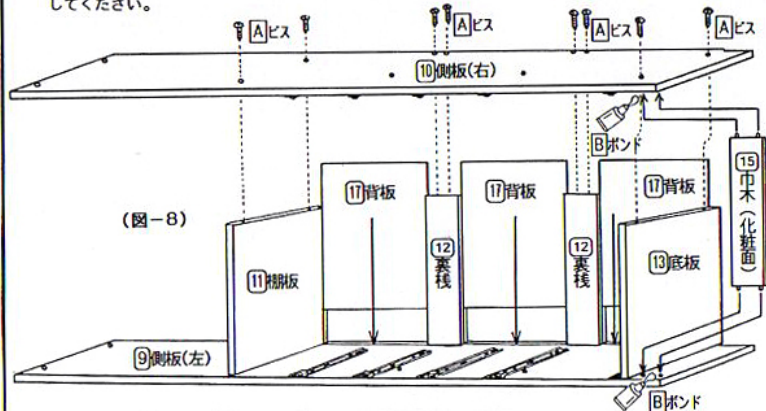 してください。
Aビス
Aビス
Aビス
Aビス
10側板(右)
Bボンド
15巾木(化粧面)
17背板
17背板
17背板
(図-8)
12裏桟
12裏桟
11棚板
13底板
9側板(左)
Bボンド